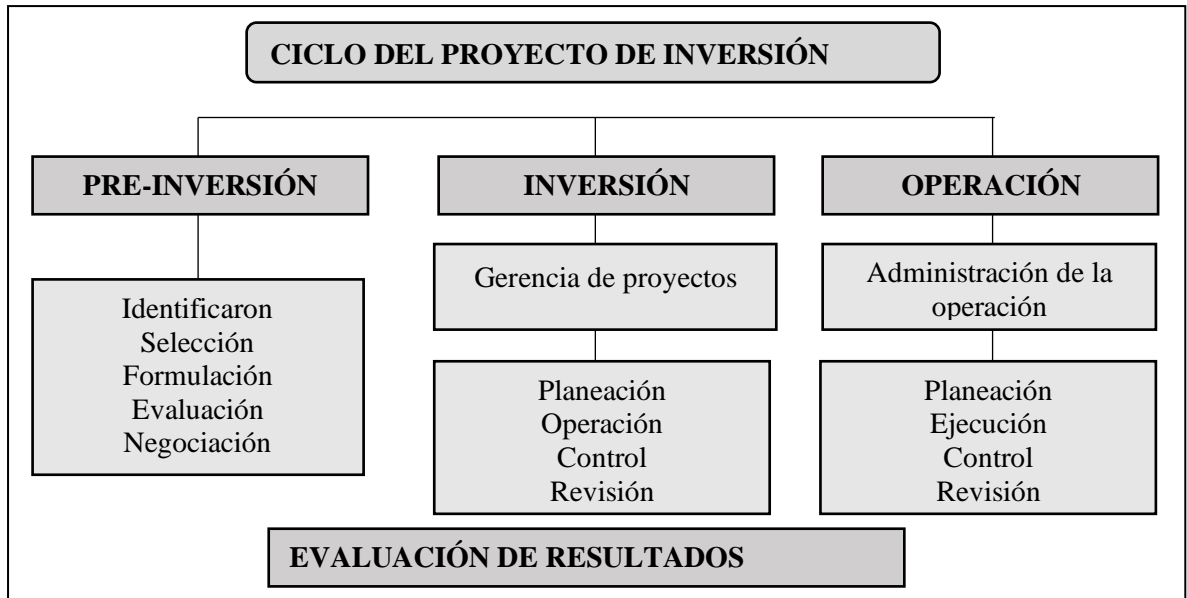 CICLO DEL PROYECTO DE INVERSIÓN
PRE-INVERSIÓN
Identificaron
Selección
Formulación
Evaluación
Negociación
INVERSIÓN
Gerencia de proyectos
Planeación
Operación
Control
Revisión
OPERACIÓN
Administración de la
operación
Planeación
Ejecución
Control
Revisión
EVALUACIÓN DE RESULTADOS